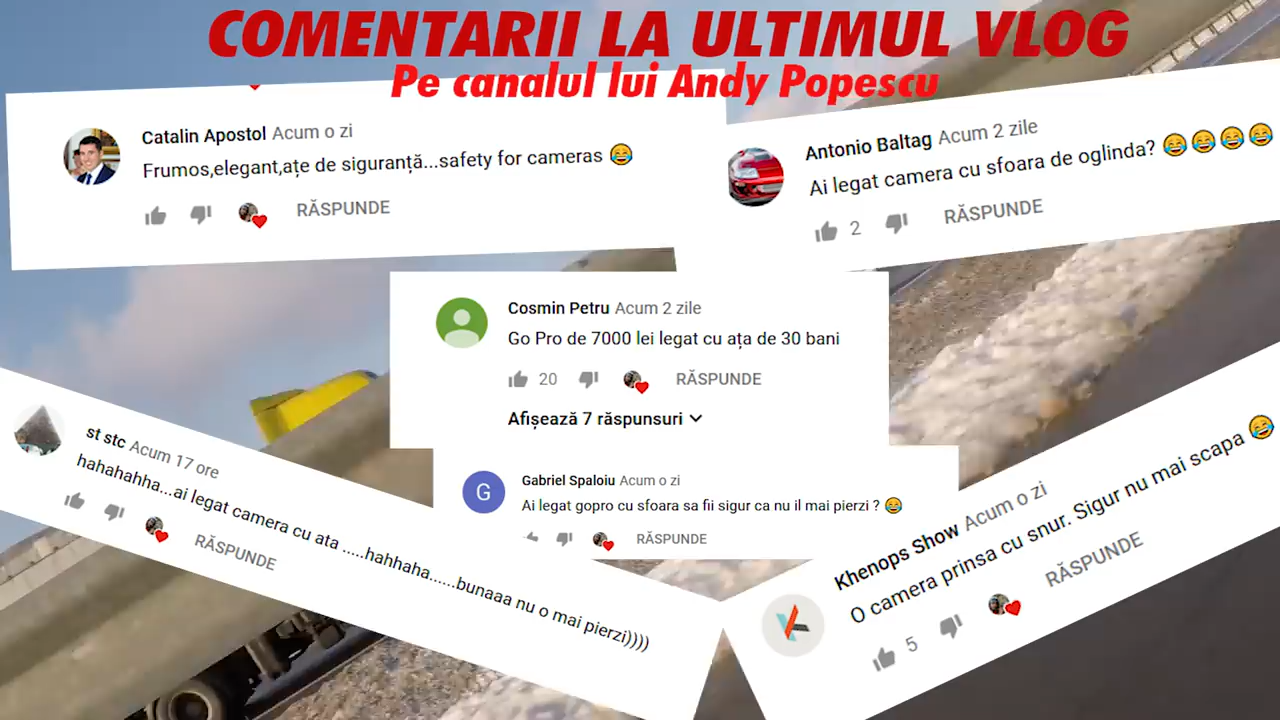 COMENTARII LA ULTIMUL VLOG
Pe canalul lui Andy Popescu
Catalin Apostol Acum o zi
Frumos,elegant,ațe de siguranță...safety for cameras 😂
RĂSPUNDE
Antonio Baltag Acum 2 zile
Ai legat camera cu sfoara de oglinda? 😂😂😂😂
2 RĂSPUNDE
Cosmin Petru Acum 2 zile
Go Pro de 7000 lei legat cu ața de 30 bani
20 RĂSPUNDE
Afișează 7 răspunsuri
st stc Acum 17 ore
hahahahha...ai legat camera cu ata .....hahhaha......bunaaa nu o mai pierzi))))
RĂSPUNDE
G
Gabriel Spaloiu Acum o zi
Ai legat gopro cu sfoara sa fii sigur ca nu il mai pierzi ? 😂
RĂSPUNDE
Khenops Show Acum o zi
O camera prinsa cu snur. Sigur nu mai scapa 😂
5 RĂSPUNDE